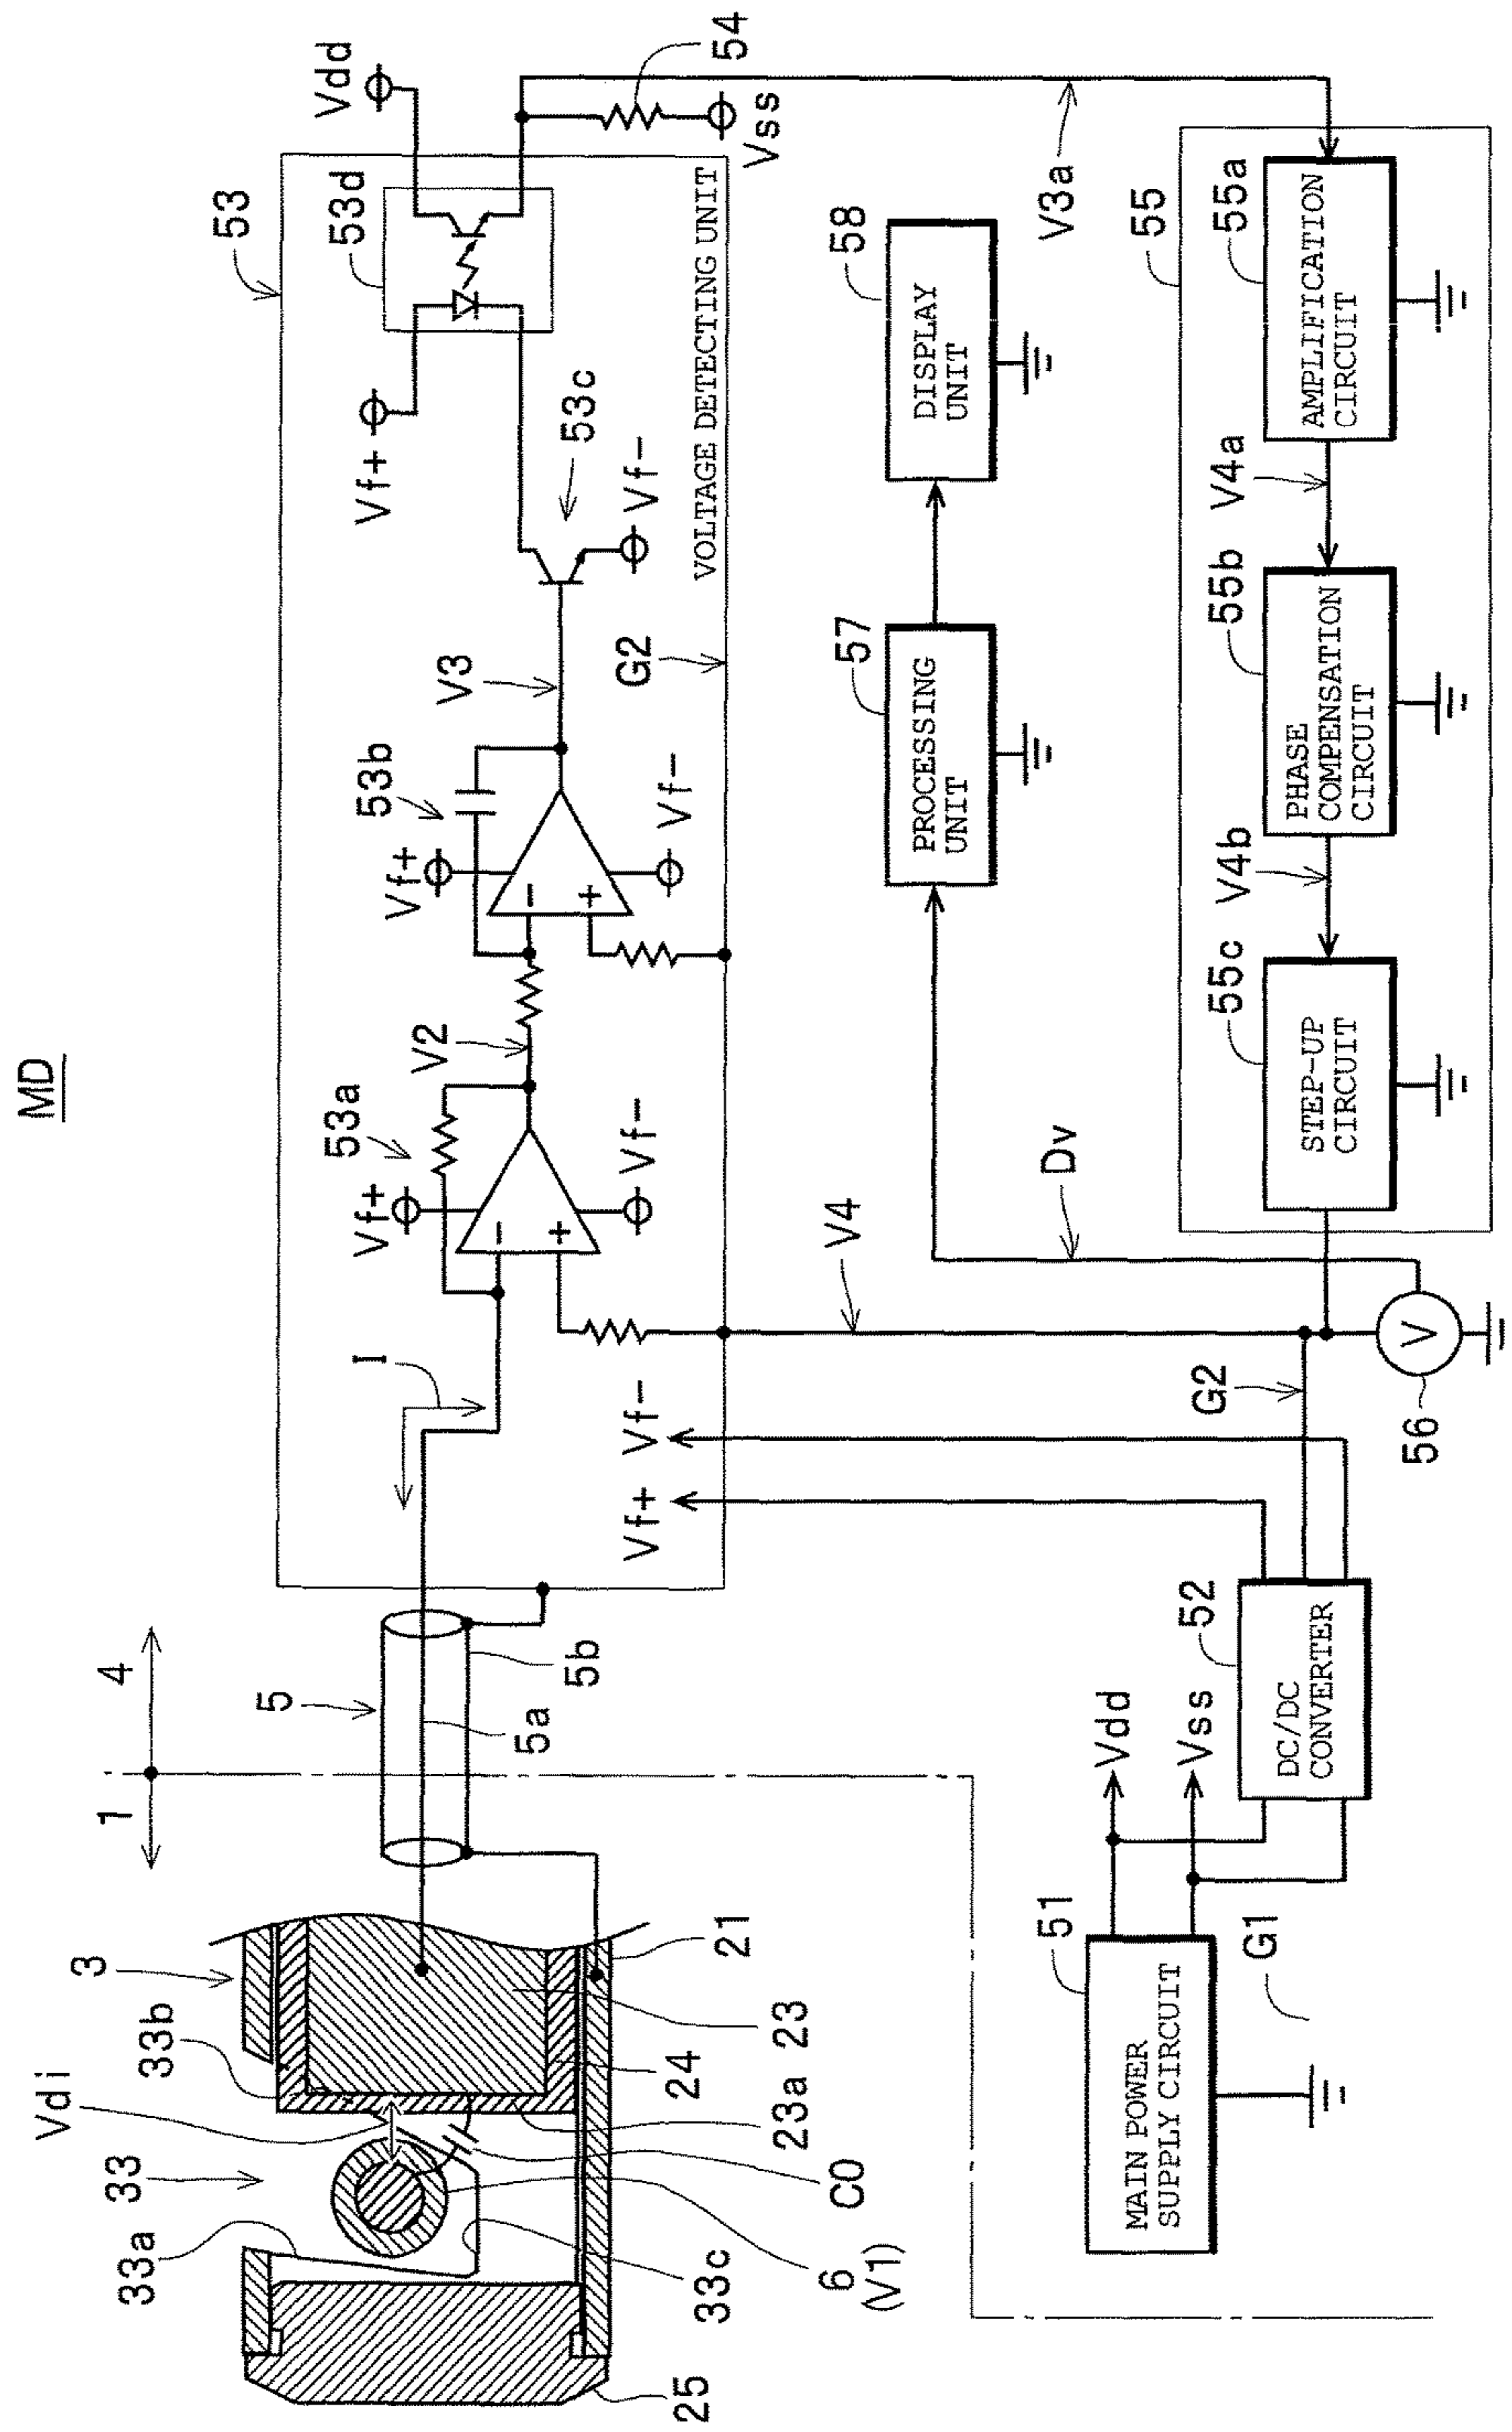 MD
1
4
3
33b
Vdi
33
33a
21
23
24
23a
C0
6
(V1)
33c
25
5
5a
5b
I
53a
Vf+
Vf-
V2
53b
Vf+
Vf-
V3
53c
Vf-
Vf+
53d
53
Vdd
54
Vss
G2
VOLTAGE DETECTING UNIT
Vf+
Vf-
V4
Dv
57
PROCESSING
UNIT
58
DISPLAY
UNIT
V3a
51
MAIN POWER
SUPPLY CIRCUIT
G1
Vdd
Vss
52
DC/DC
CONVERTER
G2
56
V
55
55c
STEP-UP
CIRCUIT
V4b
55b
PHASE
COMPENSATION
CIRCUIT
V4a
55a
AMPLIFICATION
CIRCUIT